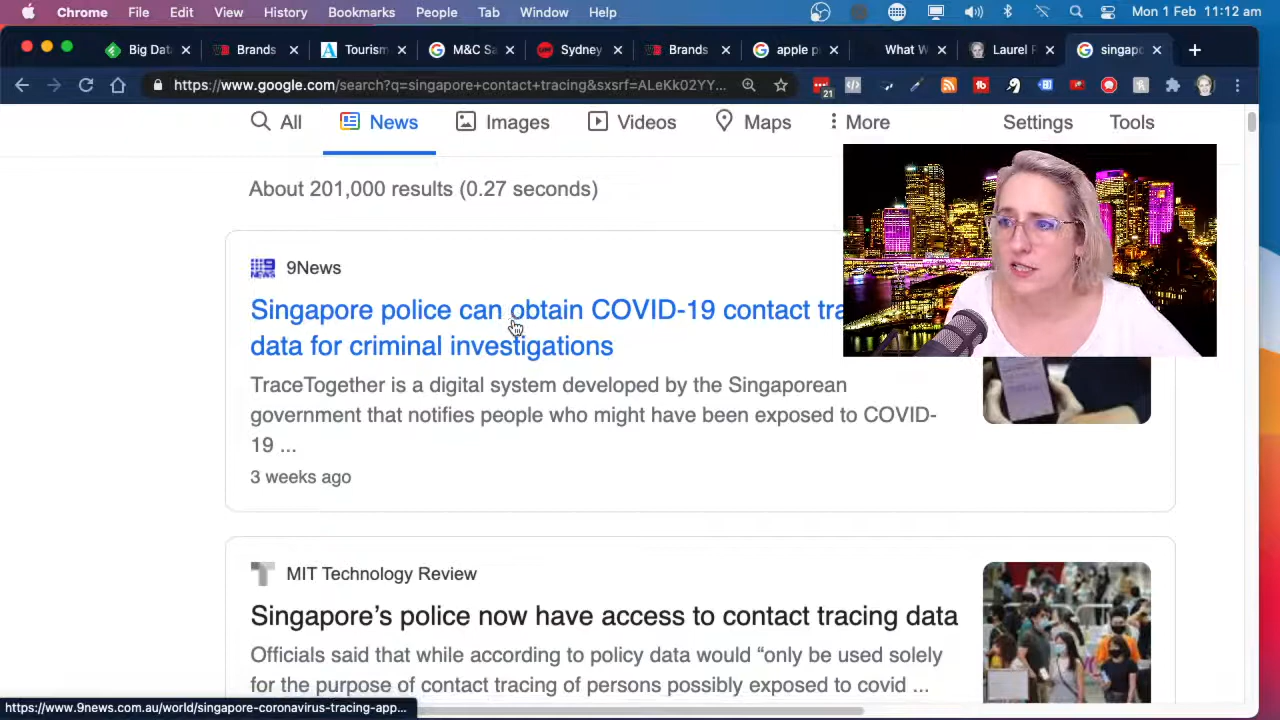 Chrome File Edit View History Bookmarks People Tab Window Help Mon 1 Feb 11:12 am
Big Dat Brands Tourism M&C Sa Sydney Brands apple p What W Laurel singapo
https://www.google.com/search?q=singapore+contact+tracing&sxsrf=ALeKk02YY... 21
All News Images Videos Maps More Settings Tools
About 201,000 results (0.27 seconds)
9News
Singapore police can obtain COVID-19 contact tra
data for criminal investigations
TraceTogether is a digital system developed by the Singaporean
government that notifies people who might have been exposed to COVID-
19 ...
3 weeks ago
MIT Technology Review
Singapore’s police now have access to contact tracing data
Officials said that while according to policy data would “only be used solely
for the purpose of contact tracing of persons possibly exposed to covid ...
https://www.9news.com.au/world/singapore-coronavirus-tracing-app...